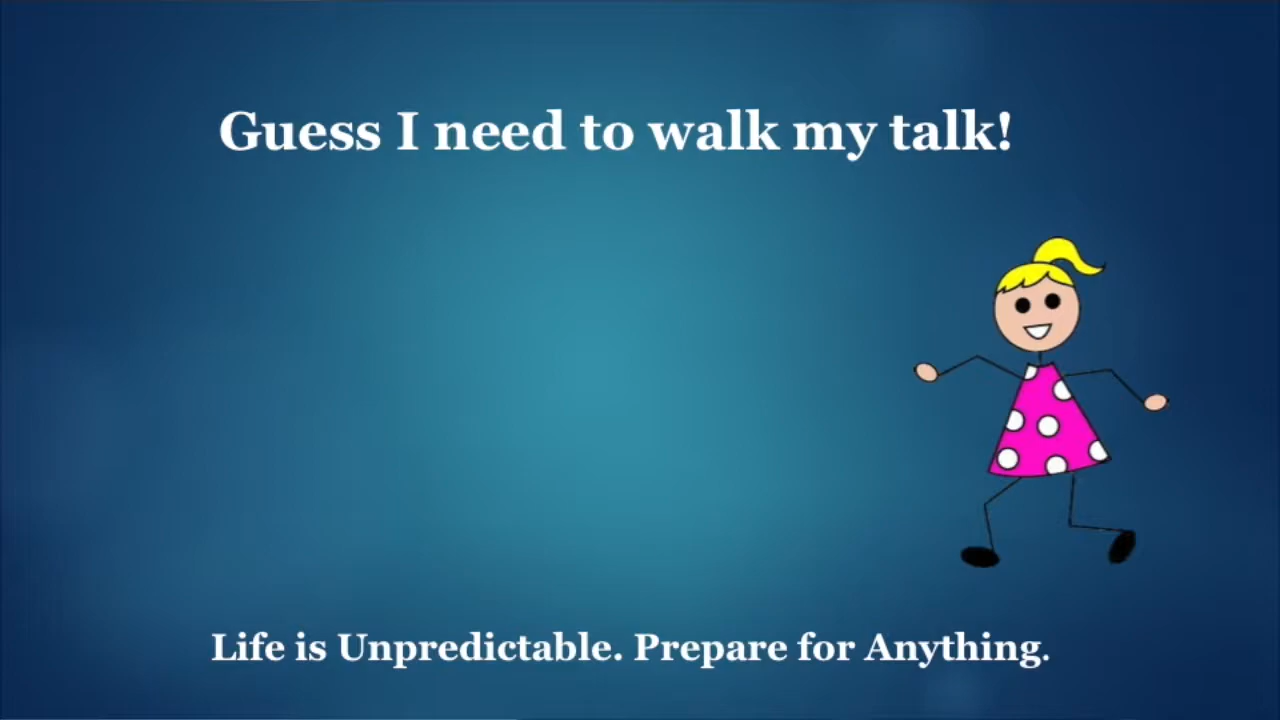 Guess I need to walk my talk!
Life is Unpredictable. Prepare for Anything.